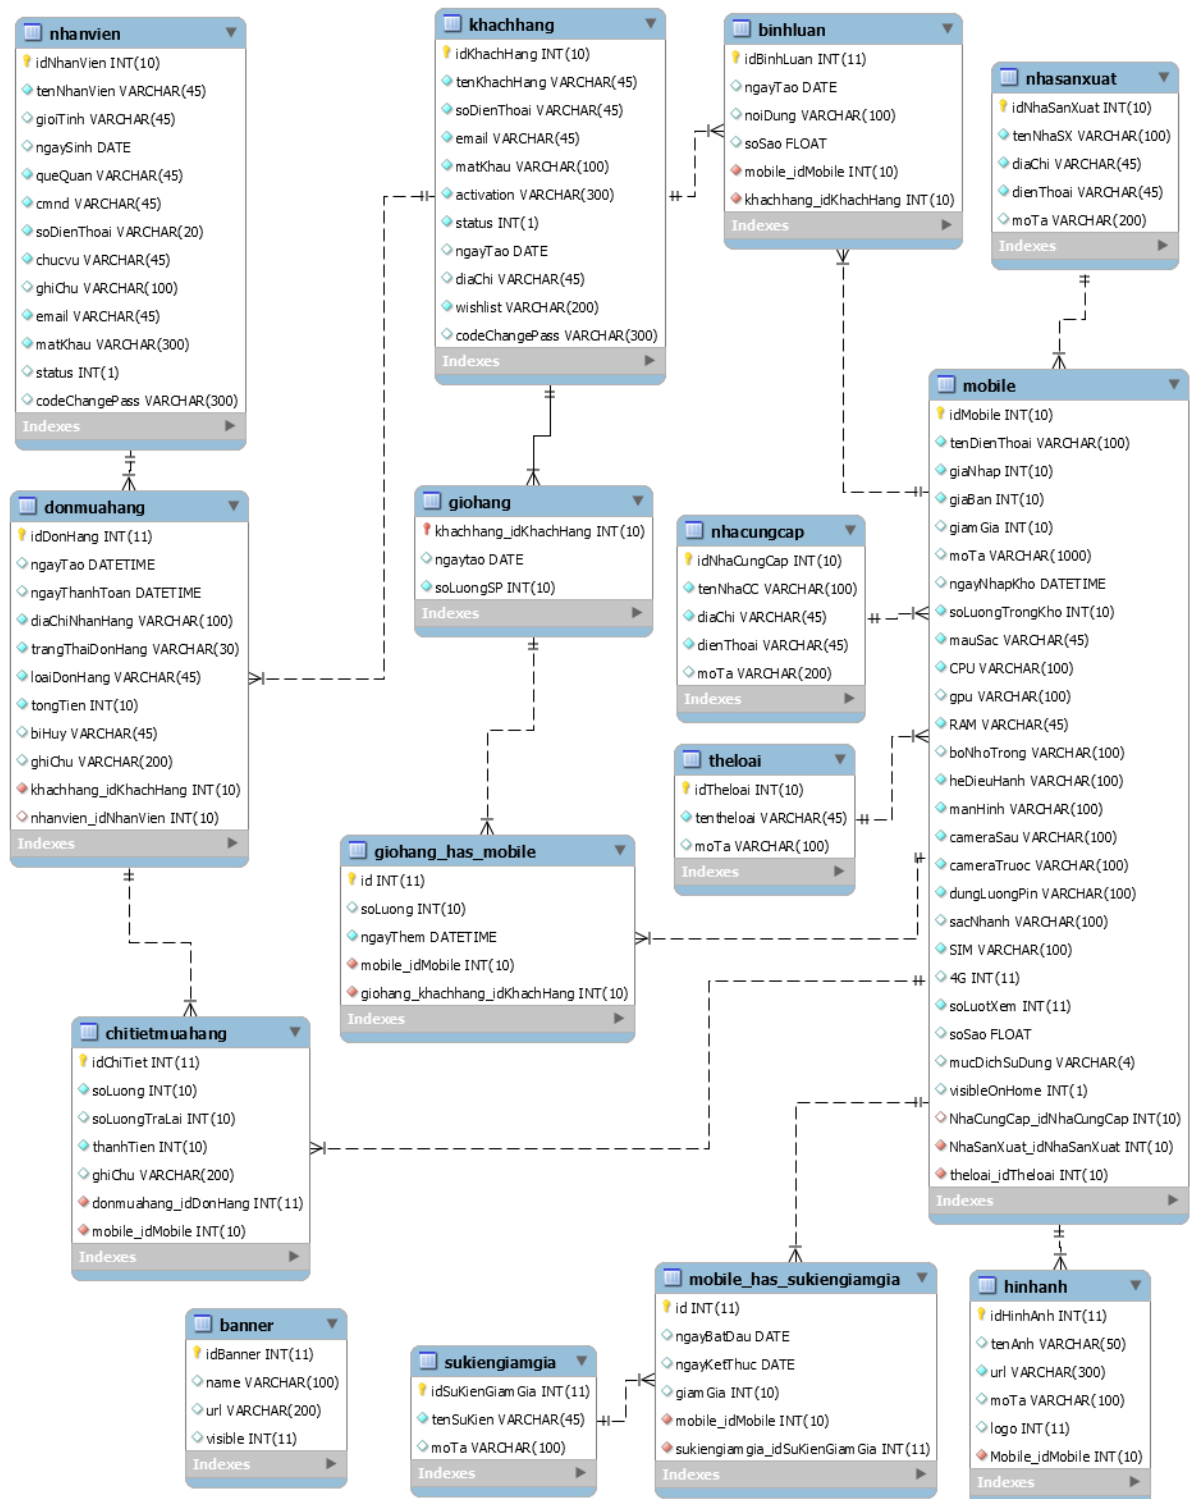 nhanvien
idNhanVien INT(10)
tenNhanVien VARCHAR(45)
gioiTinh VARCHAR(45)
ngaySinh DATE
queQuan VARCHAR(45)
cmnd VARCHAR(45)
soDienThoai VARCHAR(20)
chucvu VARCHAR(45)
ghiChu VARCHAR(100)
email VARCHAR(45)
matKhau VARCHAR(300)
status INT(1)
codeChangePass VARCHAR(300)
Indexes
khachhang
idKhachHang INT(10)
tenKhachHang VARCHAR(45)
soDienThoai VARCHAR(45)
email VARCHAR(45)
matKhau VARCHAR(100)
activation VARCHAR(300)
status INT(1)
ngayTao DATE
diaChi VARCHAR(45)
wishlist VARCHAR(200)
codeChangePass VARCHAR(300)
Indexes
binhluan
idBinhLuan INT(11)
ngayTao DATE
noiDung VARCHAR(100)
soSao FLOAT
mobile_idMobile INT(10)
khachhang_idKhachHang INT(10)
Indexes
nhasanxuat
idNhaSanXuat INT(10)
tenNhaSX VARCHAR(100)
diaChi VARCHAR(45)
dienThoai VARCHAR(45)
moTa VARCHAR(200)
Indexes
donmuahang
idDonHang INT(11)
ngayTao DATETIME
ngayThanhToan DATETIME
diaChiNhanHang VARCHAR(100)
trangThaiDonHang VARCHAR(30)
loaiDonHang VARCHAR(45)
tongTien INT(10)
biHuy VARCHAR(45)
ghiChu VARCHAR(200)
khachhang_idKhachHang INT(10)
nhanvien_idNhanVien INT(10)
Indexes
giohang
khachhang_idKhachHang INT(10)
ngaytao DATE
soLuongSP INT(10)
Indexes
nhacungcap
idNhaCungCap INT(10)
tenNhaCC VARCHAR(100)
diaChi VARCHAR(45)
dienThoai VARCHAR(45)
moTa VARCHAR(200)
Indexes
theloai
idTheloai INT(10)
tentheloai VARCHAR(45)
moTa VARCHAR(100)
Indexes
mobile
idMobile INT(10)
tenDienThoai VARCHAR(100)
giaNhap INT(10)
giaBan INT(10)
giamGia INT(10)
moTa VARCHAR(1000)
ngayNhapKho DATETIME
soLuongTrongKho INT(10)
mauSac VARCHAR(45)
CPU VARCHAR(100)
gpu VARCHAR(100)
RAM VARCHAR(45)
boNhoTrong VARCHAR(100)
heDieuHanh VARCHAR(100)
manHinh VARCHAR(100)
cameraSau VARCHAR(100)
cameraTruoc VARCHAR(100)
dungLuongPin VARCHAR(100)
sacNhanh VARCHAR(100)
SIM VARCHAR(100)
4G INT(11)
soLuotXem INT(11)
soSao FLOAT
mucDichSuDung VARCHAR(4)
visibleOnHome INT(1)
NhaCungCap_idNhaCungCap INT(10)
NhaSanXuat_idNhaSanXuat INT(10)
theloai_idTheloai INT(10)
Indexes
giohang_has_mobile
id INT(11)
soLuong INT(10)
ngayThem DATETIME
mobile_idMobile INT(10)
giohang_khachhang_idKhachHang INT(10)
Indexes
chitietmuahang
idChiTiet INT(11)
soLuong INT(10)
soLuongTraLai INT(10)
thanhTien INT(10)
ghiChu VARCHAR(200)
donmuahang_idDonHang INT(11)
mobile_idMobile INT(10)
Indexes
banner
idBanner INT(11)
name VARCHAR(100)
url VARCHAR(200)
visible INT(11)
Indexes
sukiengiamgia
idSuKienGiamGia INT(11)
tenSuKien VARCHAR(45)
moTa VARCHAR(100)
Indexes
mobile_has_sukiengiamgia
id INT(11)
ngayBatDau DATE
ngayKetThuc DATE
giamGia INT(10)
mobile_idMobile INT(10)
sukiengiamgia_idSuKienGiamGia INT(11)
Indexes
hinhanh
idHinhAnh INT(11)
tenAnh VARCHAR(50)
url VARCHAR(300)
moTa VARCHAR(100)
logo INT(11)
Mobile_idMobile INT(10)
Indexes